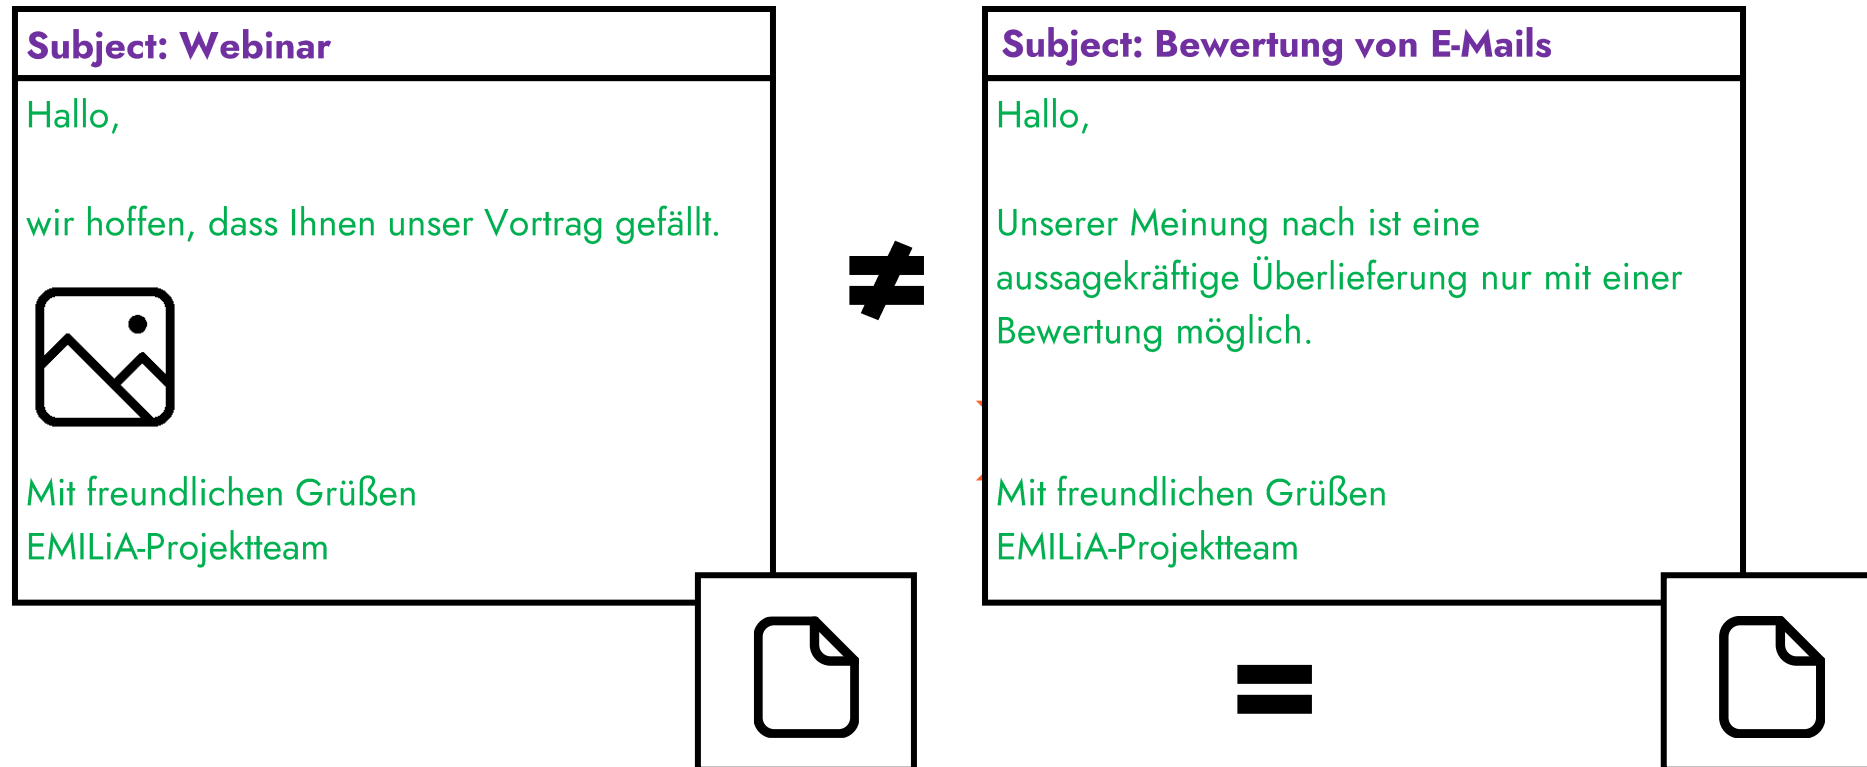 Subject: Webinar
Hallo,
wir hoffen, dass Ihnen unser Vortrag gefällt.
Mit freundlichen Grüßen
EMILiA-Projektteam
≠
Subject: Bewertung von E-Mails
Hallo,
Unserer Meinung nach ist eine
aussagekräftige Überlieferung nur mit einer
Bewertung möglich.
Mit freundlichen Grüßen
EMILiA-Projektteam
=